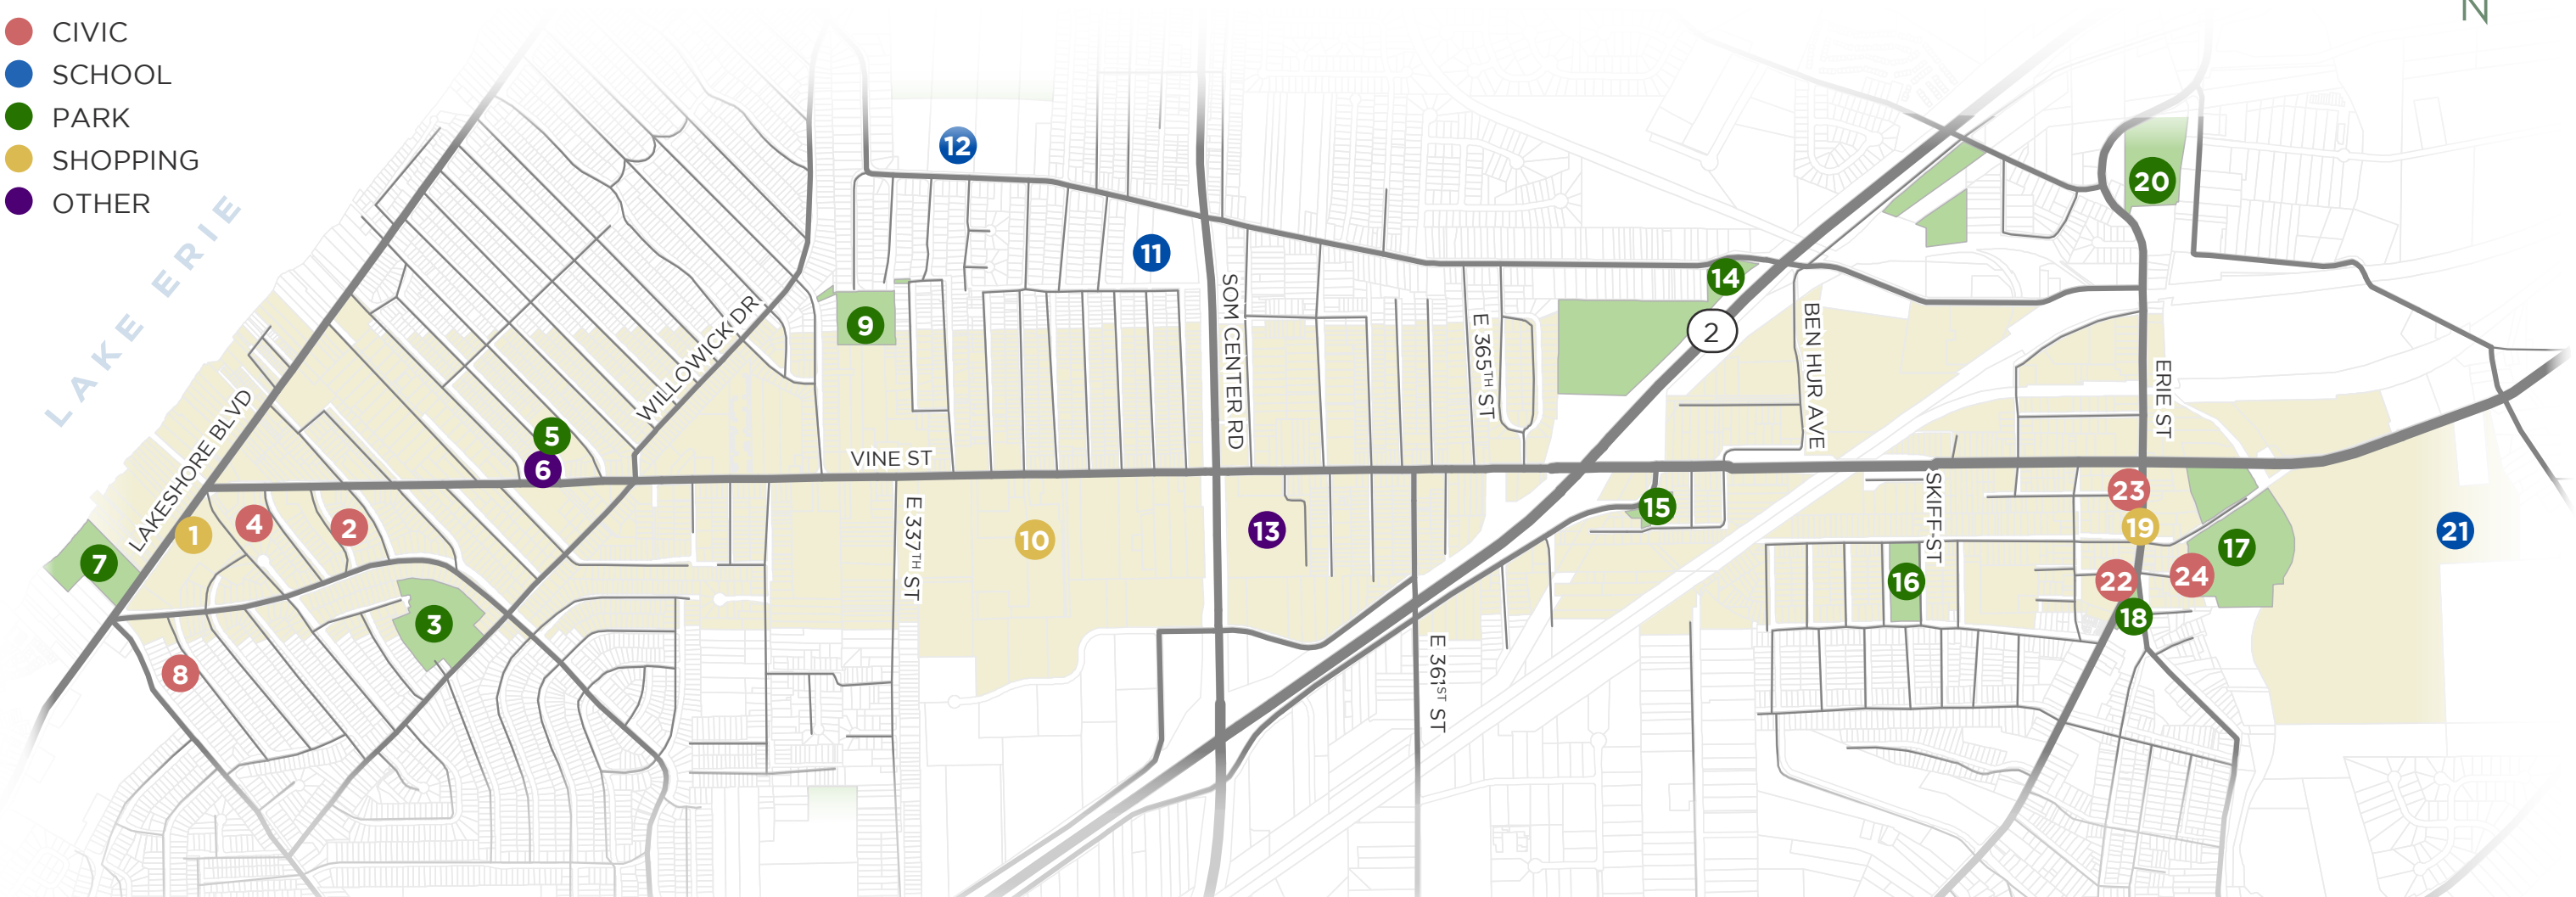 CIVIC
SCHOOL
PARK
SHOPPING
OTHER
N
LAKE ERIE
LAKESHORE BLVD
WILLOWICK DR
VINE ST
E 337TH ST
SOM CENTER RD
E 365TH ST
E 361ST ST
2
BEN HUR AVE
SKIFF ST
ERIE ST
1
2
3
4
5
6
7
8
9
10
11
12
13
14
15
16
17
18
19
20
21
22
23
24